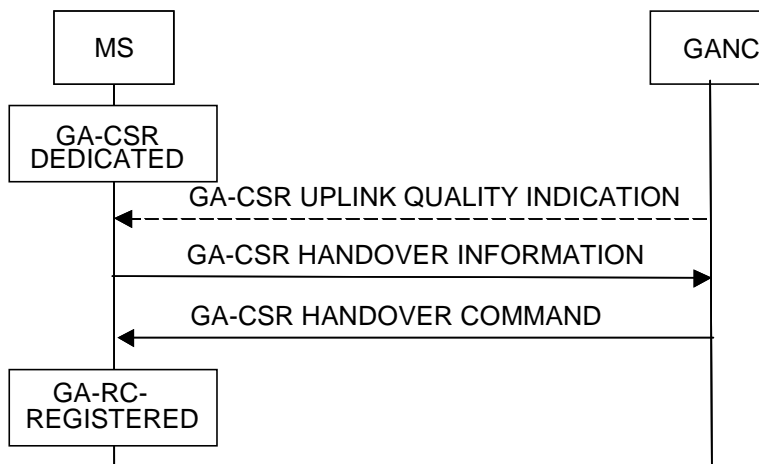 MS
GANC
GA-CSR
DEDICATED
GA-CSR UPLINK QUALITY INDICATION
GA-CSR HANDOVER INFORMATION
GA-CSR HANDOVER COMMAND
GA-RC-
REGISTERED